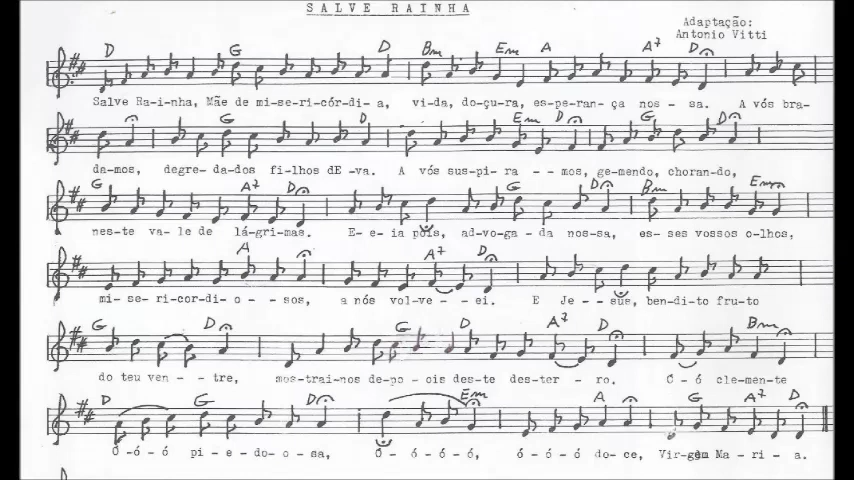 SALVE RAINHA
Adaptação:
Antonio Vitti
D G D Bm Em A A7 D
Salve Ra-i-nha, Mãe de mi-se-ri-cór-di- a, vi-da, do-çu-ra, es-pe-ran- ça nos - sa. A vós bra-
G D Em D G D
da-mos, degre-da-dos fi-lhos dE -va. A vós sus-pi-ra - - mos, ge-mendo, chorando,
G A7 D G D Bm Em
nes-te va-le de lá-gri-mas. E- e-ia pois, ad-vo-ga-da nos-sa, es-ses vossos o-lhos,
A A7 D
mi-se-ri-cor-di-o - - sos, a nós vol-ve- - ei. E Je- - sus, ben-di-to fru-to
G D G D A7 D Bm
do teu ven- - tre, mos-trai-nos de-po-ois des-te des-ter- - ro. Ó-ó cle-men-te
D G D Em A G A7 D
Ó -ó-ó pi-e-do-o-sa, Ó-ó-ó-ó, ó-ó-ó do-ce, Vir-gem Ma-ri-a.